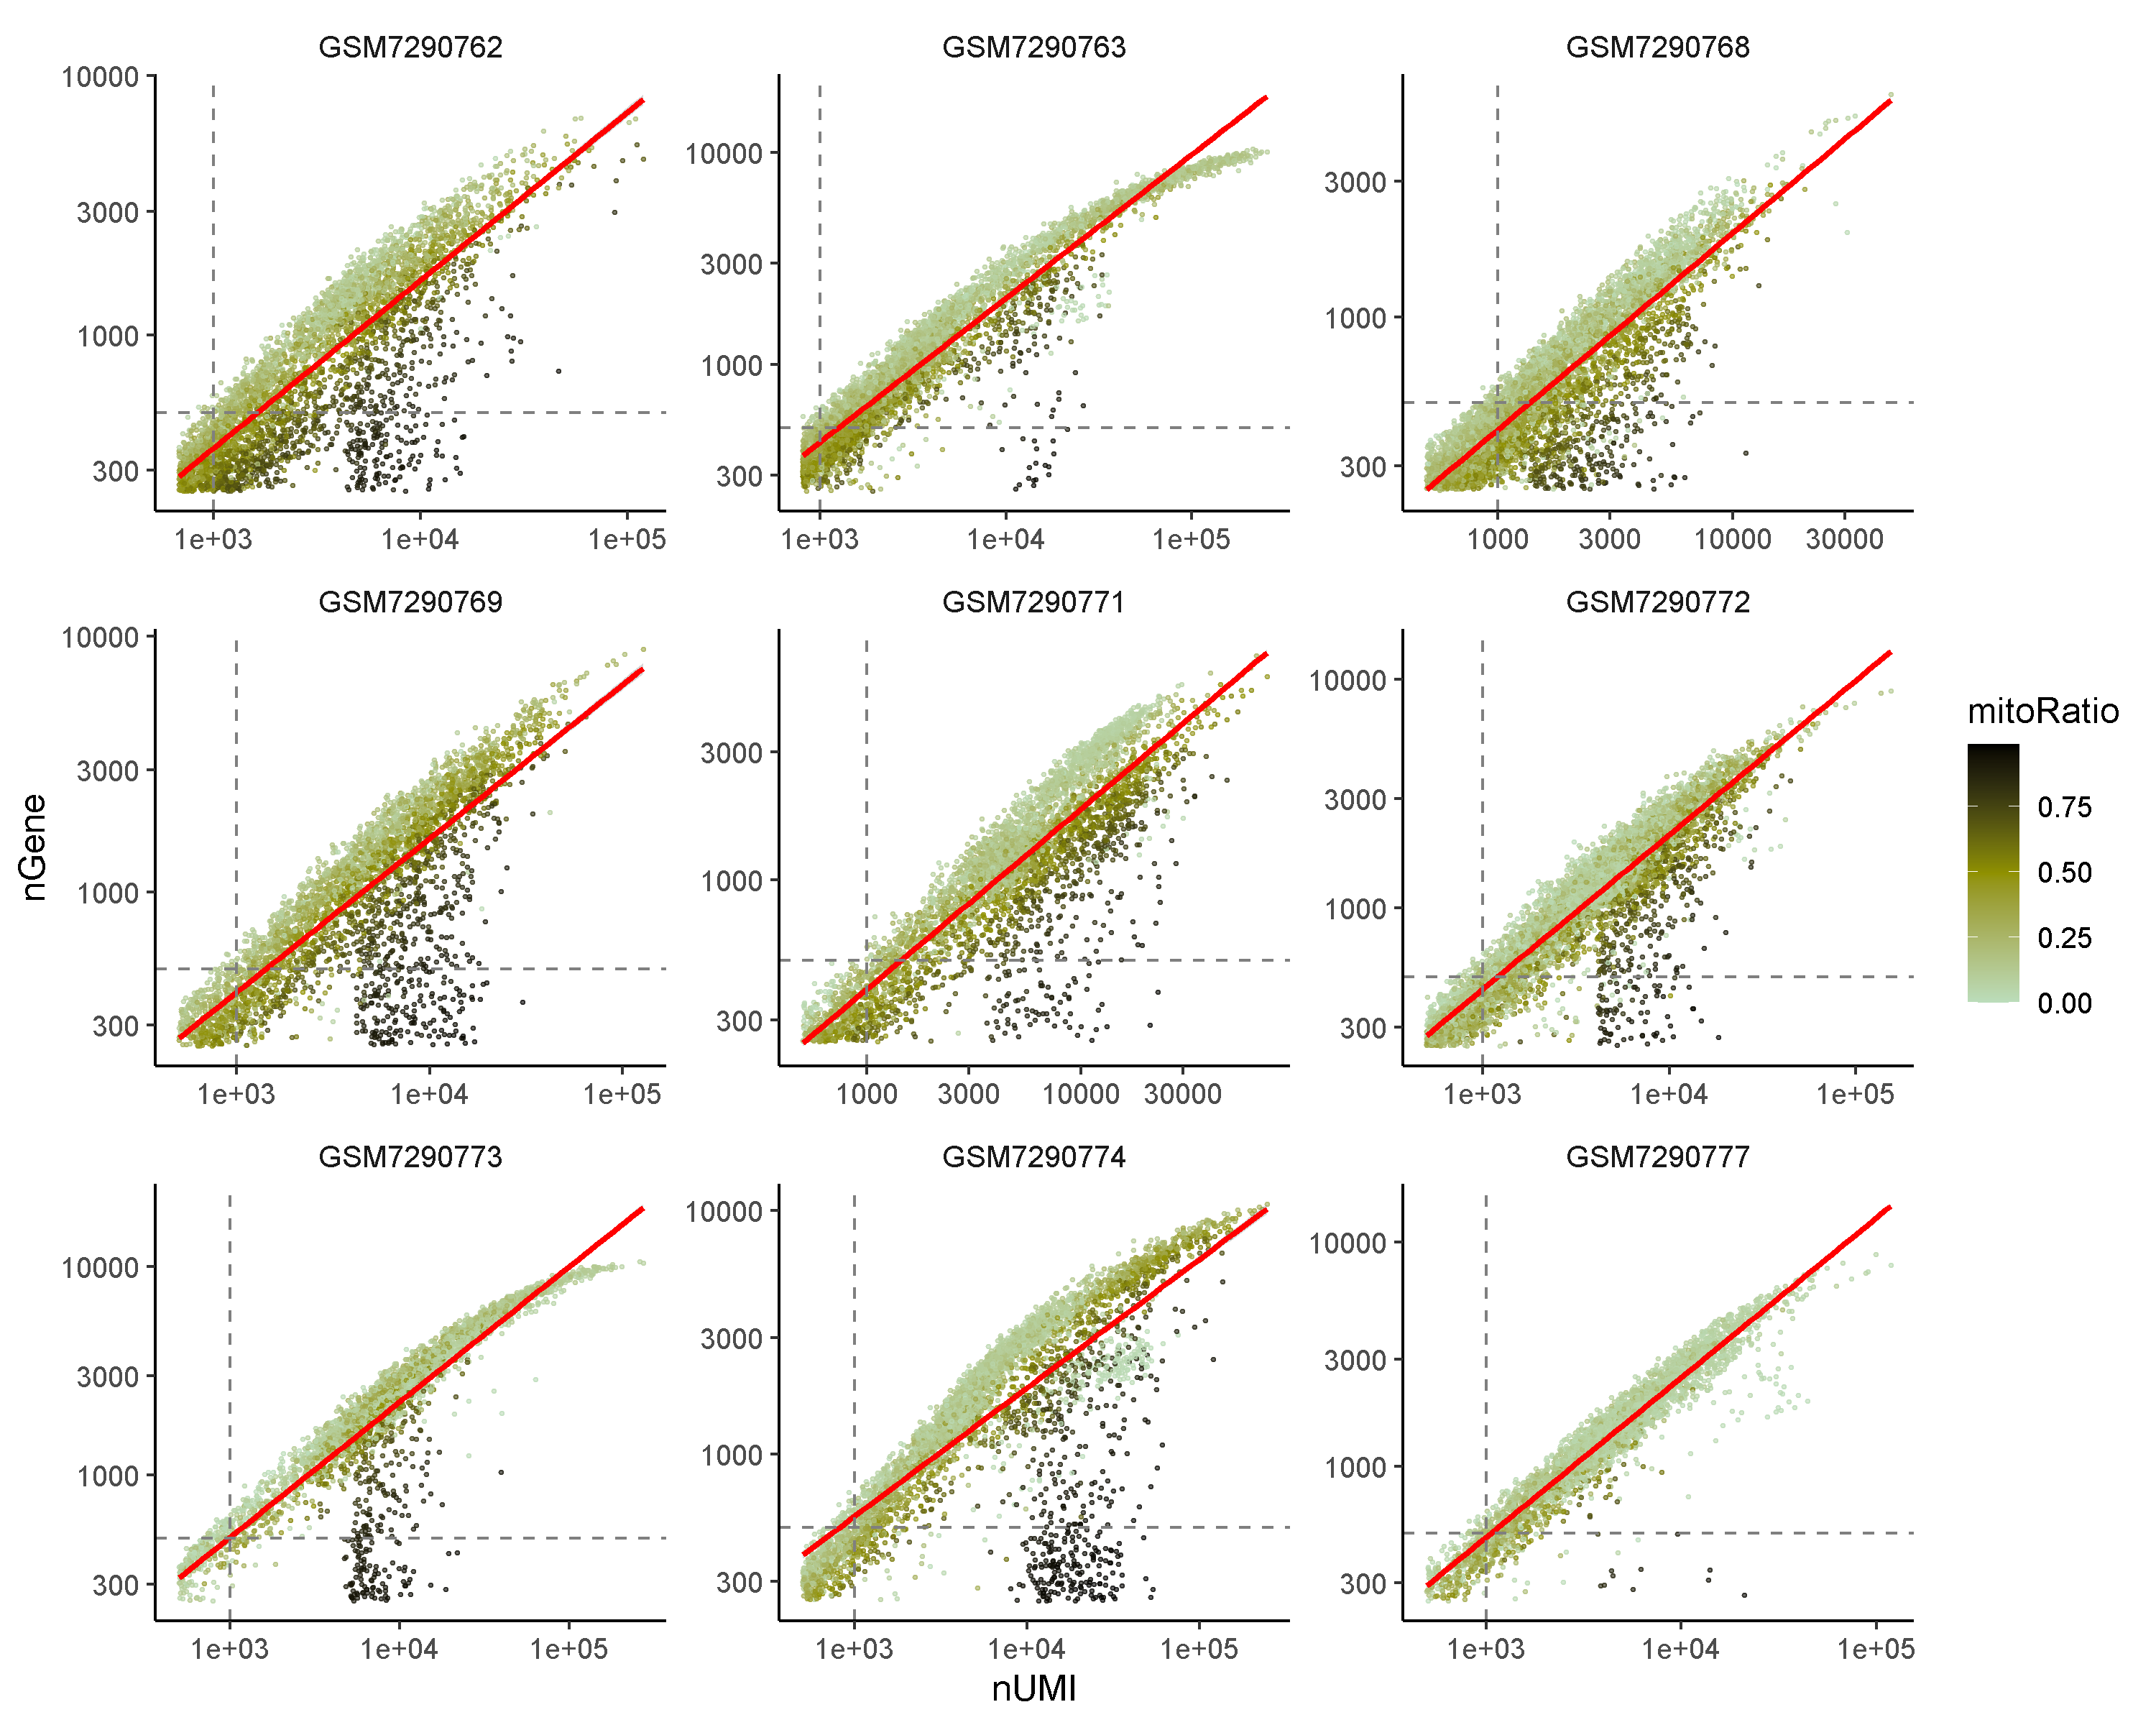 GSM7290762 GSM7290763 GSM7290768
10000
3000
1000
300
1e+03 1e+04 1e+05
10000
3000
1000
300
1e+03 1e+04 1e+05
3000
1000
300
1000 3000 10000 30000
GSM7290769 GSM7290771 GSM7290772
10000
3000
1000
300
1e+03 1e+04 1e+05
3000
1000
300
1000 3000 10000 30000
10000
3000
1000
300
1e+03 1e+04 1e+05
GSM7290773 GSM7290774 GSM7290777
10000
3000
1000
300
1e+03 1e+04 1e+05
10000
3000
1000
300
1e+03 1e+04 1e+05
10000
3000
1000
300
1e+03 1e+04 1e+05
nGene
nUMI
mitoRatio
0.75
0.50
0.25
0.00